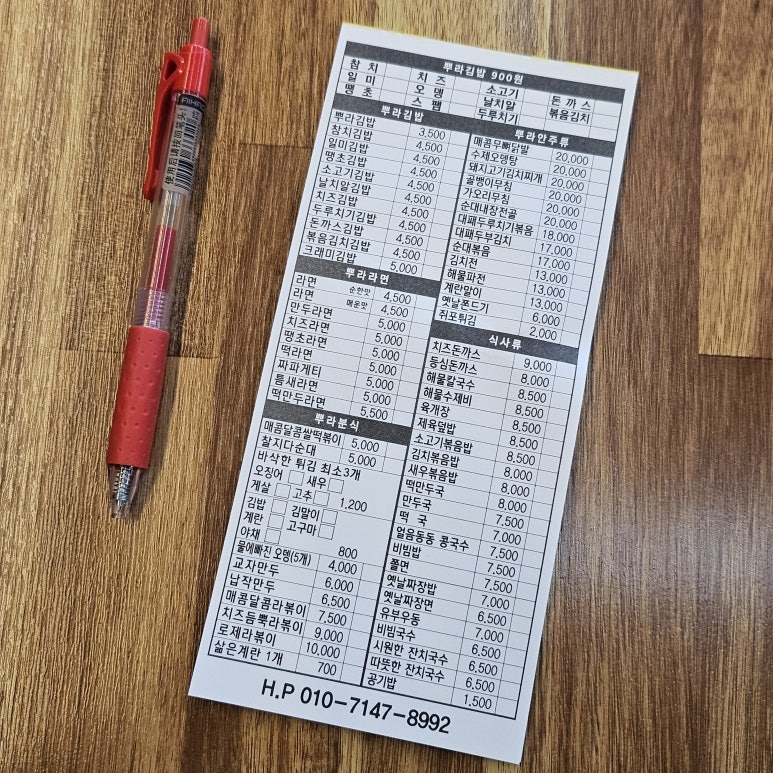 뿌라김밥 900원
참 치 치 즈 소고기 돈 까 스
일 미 오 뎅 날치알 볶음김치
땡 초 스 팸 두루치기
뿌라김밥
뿌라김밥 3,500
참치김밥 4,500
일미김밥 4,500
땡초김밥 4,500
소고기김밥 4,500
날치알김밥 4,500
치즈김밥 4,500
두루치기김밥 4,500
돈까스김밥 4,500
볶음김치김밥 4,500
크래미김밥 5,000
뿌라라면
라면 순한맛 4,500
라면 매운맛 4,500
만두라면 5,000
치즈라면 5,000
땡초라면 5,000
떡라면 5,000
짜파게티 5,000
틈새라면 5,000
떡만두라면 5,500
뿌라분식
매콤달콤쌀떡볶이 5,000
찰지다순대 5,000
바삭한 튀김 최소3개
오징어 새우
게살 고추 1,200
김밥 김말이
계란 고구마
야채 800
물에빠진 오뎅(5개) 4,000
교자만두 6,000
납작만두 6,500
매콤달콤라볶이 7,500
치즈듬뿍라볶이 9,000
로제라볶이 10,000
삶은계란 1개 700
뿌라안주류
매콤무뼈닭발 20,000
수제오뎅탕 20,000
돼지고기김치찌개 20,000
골뱅이무침 20,000
가오리무침 20,000
순대내장전골 20,000
대패두루치기볶음 18,000
대패두부김치 17,000
순대볶음 17,000
김치전 13,000
해물파전 13,000
계란말이 13,000
옛날쫀드기 6,000
쥐포튀김 2,000
식사류
치즈돈까스 9,000
등심돈까스 8,000
해물칼국수 8,500
해물수제비 8,500
육개장 8,500
제육덮밥 8,500
소고기볶음밥 8,500
김치볶음밥 8,000
새우볶음밥 8,000
떡만두국 8,000
만두국 7,500
떡 국 7,000
얼음동동 콩국수 7,500
비빔밥 7,500
쫄면 7,500
옛날짜장밥 7,000
옛날짜장면 6,500
유부우동 7,000
비빔국수 6,500
시원한 잔치국수 6,500
따뜻한 잔치국수 6,500
공기밥 1,500
H.P 010-7147-8992